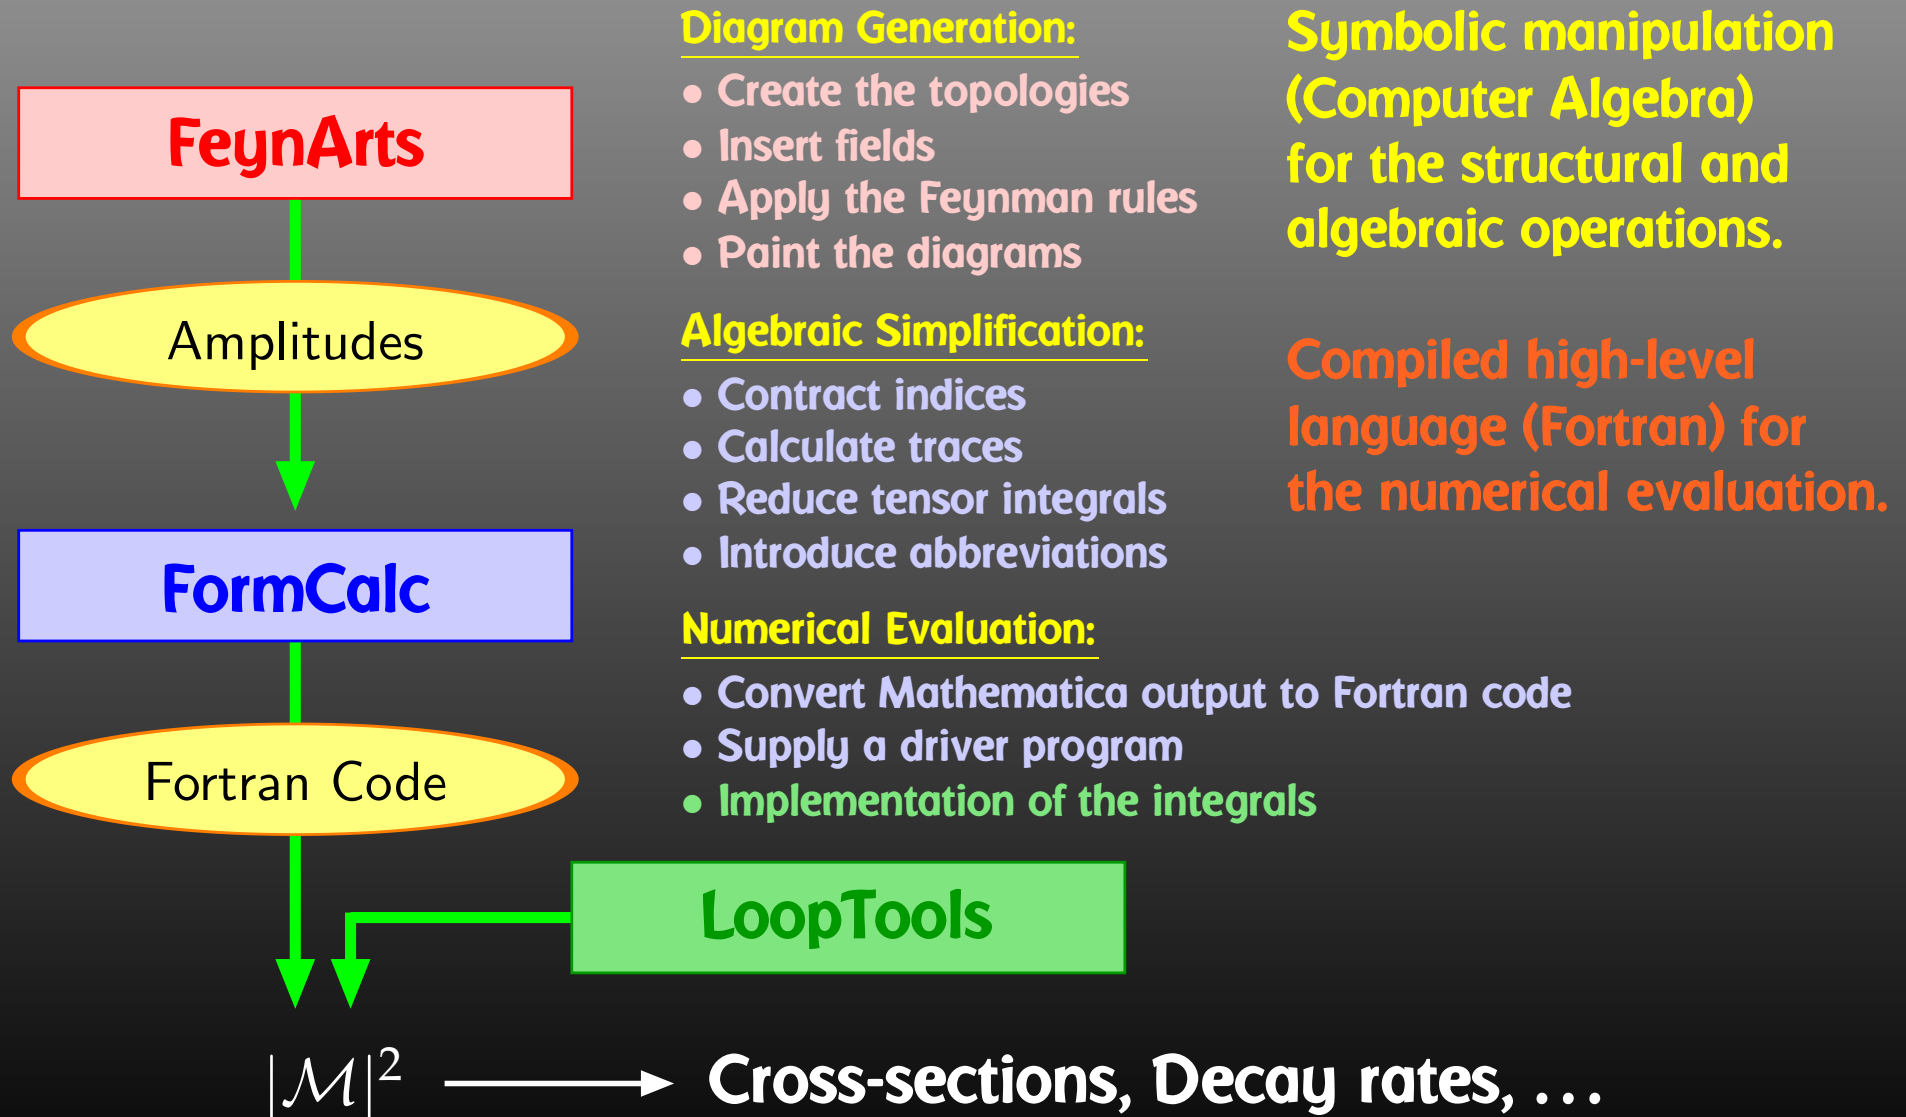 FeynArts
Amplitudes
FormCalc
Fortran Code
LoopTools
Diagram Generation:
• Create the topologies
• Insert fields
• Apply the Feynman rules
• Paint the diagrams
Algebraic Simplification:
• Contract indices
• Calculate traces
• Reduce tensor integrals
• Introduce abbreviations
Numerical Evaluation:
• Convert Mathematica output to Fortran code
• Supply a driver program
• Implementation of the integrals
Symbolic manipulation
(Computer Algebra)
for the structural and
algebraic operations.
Compiled high-level
language (Fortran) for
the numerical evaluation.
|ℳ|² ⟶ Cross-sections, Decay rates, ...